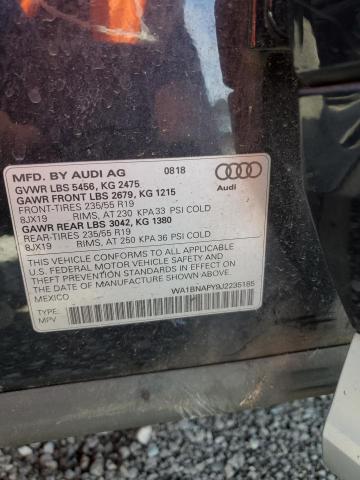 MFD. BY AUDI AG 0818
GVWR LBS 5456, KG 2475
GAWR FRONT LBS 2679, KG 1215
FRONT-TIRES 235/55 R19
8JX19 RIMS, AT 230 KPA33 PSI COLD
GAWR REAR LBS 3042, KG 1380
REAR-TIRES 235/55 R19
8JX19 RIMS, AT 250 KPA 36 PSI COLD
Audi
THIS VEHICLE CONFORMS TO ALL APPLICABLE
U.S. FEDERAL MOTOR VEHICLE SAFETY AND
THEFT PREVENTION STANDARDS IN EFFECT ON
THE DATE OF MANUFACTURE SHOWN ABOVE.
MEXICO
WA1BNAPY9J2235185
TYPE:
MPV